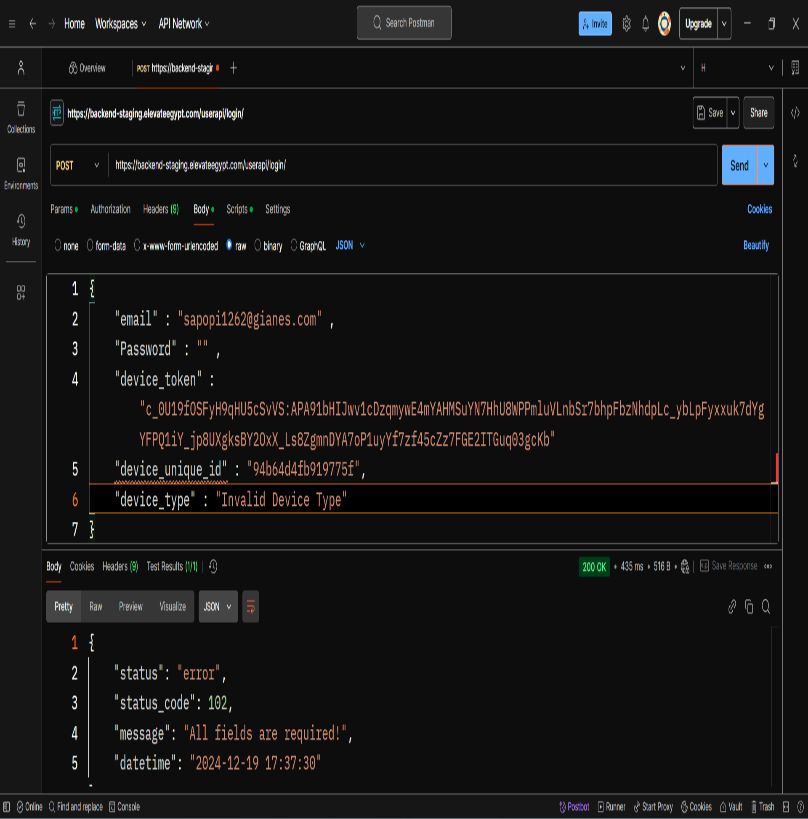 Home Workspaces API Network Search Postman Invite Upgrade
Overview POST https://backend-stagir H
https://backend-staging.elevateegypt.com/userapi/login/ Save Share
POST https://backend-staging.elevateegypt.com/userapi/login/ Send
Params Authorization Headers (9) Body Scripts Settings Cookies
none form-data x-www-form-urlencoded raw binary GraphQL JSON Beautify
Collections
Environments
History
1 {
2 "email" : "sapopi1262@gianes.com" ,
3 "Password" : "" ,
4 "device_token" :
"c_0U19fOSFyH9qHU5cSvVS:APA91bHIJwv1cDzqmywE4mYAHMSuYN7HhU8WPPmluVLnbSr7bhpFbzNhdpLc_ybLpFyxxuk7dYg
YFPQ1iY_jp8UXgksBY2OxX_Ls8ZgmnDYA7oP1uyYf7zf45cZz7FGE2ITGuq03gcKb"
5 "device_unique_id" : "94b64d4fb919775f",
6 "device_type" : "Invalid Device Type"
7 }
Body Cookies Headers (9) Test Results (1/1) 200 OK • 435 ms • 516 B • Save Response
Pretty Raw Preview Visualize JSON
1 {
2 "status": "error",
3 "status_code": 102,
4 "message": "All fields are required!",
5 "datetime": "2024-12-19 17:37:30"
Online Find and replace Console Postbot Runner Start Proxy Cookies Vault Trash